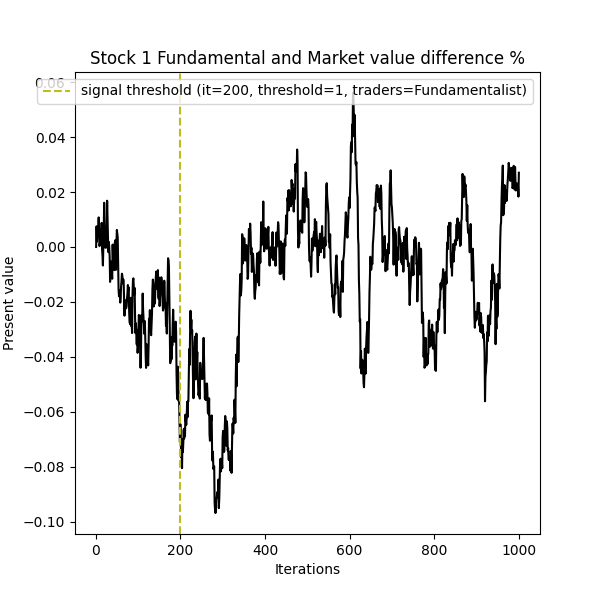 Stock 1 Fundamental and Market value difference %
signal threshold (it=200, threshold=1, traders=Fundamentalist)
0.06
0.04
0.02
0.00
−0.02
−0.04
−0.06
−0.08
−0.10
Present value
0 200 400 600 800 1000
Iterations